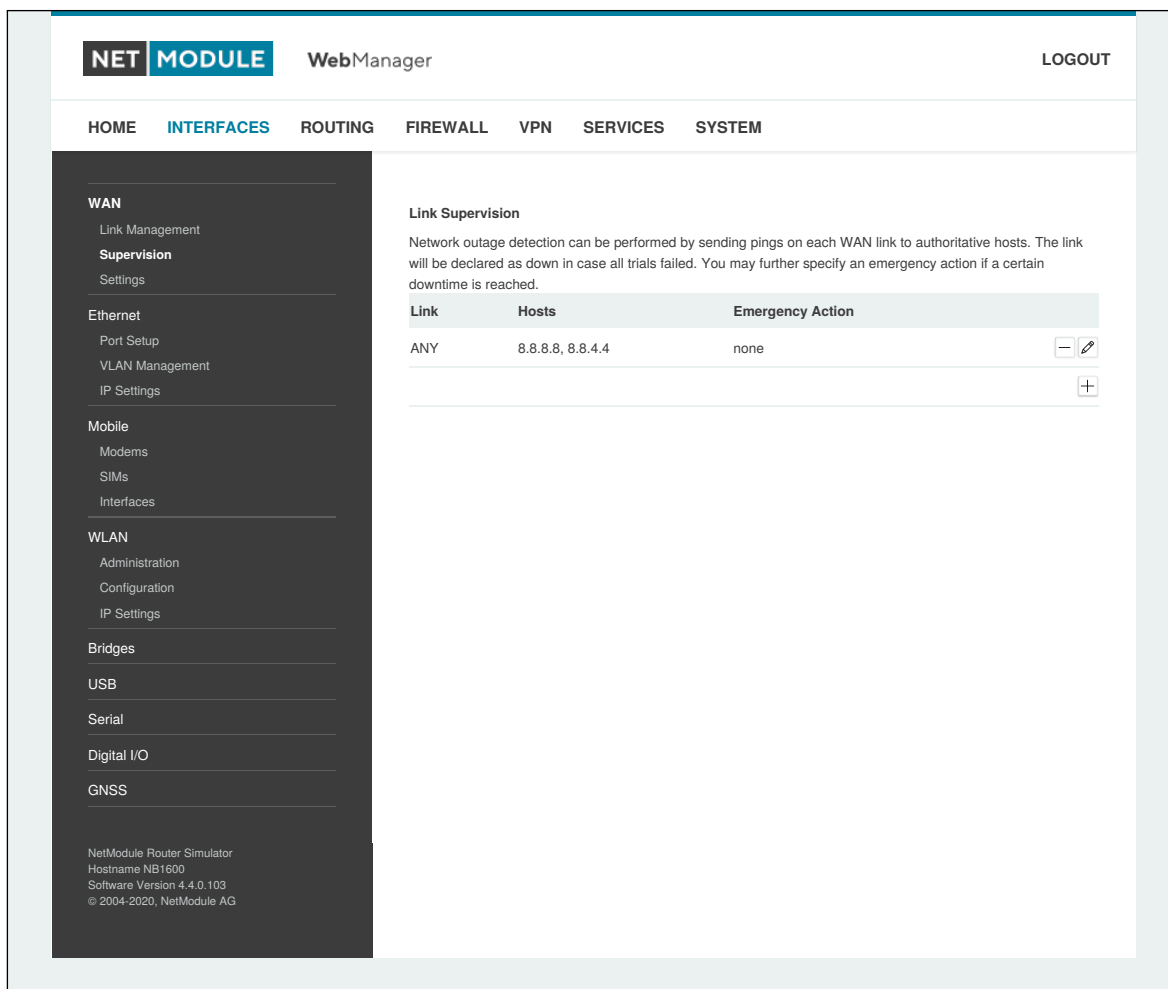 NET MODULE WebManager LOGOUT
HOME INTERFACES ROUTING FIREWALL VPN SERVICES SYSTEM
WAN
Link Management
Supervision
Settings
Ethernet
Port Setup
VLAN Management
IP Settings
Mobile
Modems
SIMs
Interfaces
WLAN
Administration
Configuration
IP Settings
Bridges
USB
Serial
Digital I/O
GNSS
NetModule Router Simulator
Hostname NB1600
Software Version 4.4.0.103
© 2004-2020, NetModule AG
Link Supervision
Network outage detection can be performed by sending pings on each WAN link to authoritative hosts. The link
will be declared as down in case all trials failed. You may further specify an emergency action if a certain
downtime is reached.
Link Hosts Emergency Action
ANY 8.8.8.8, 8.8.4.4 none